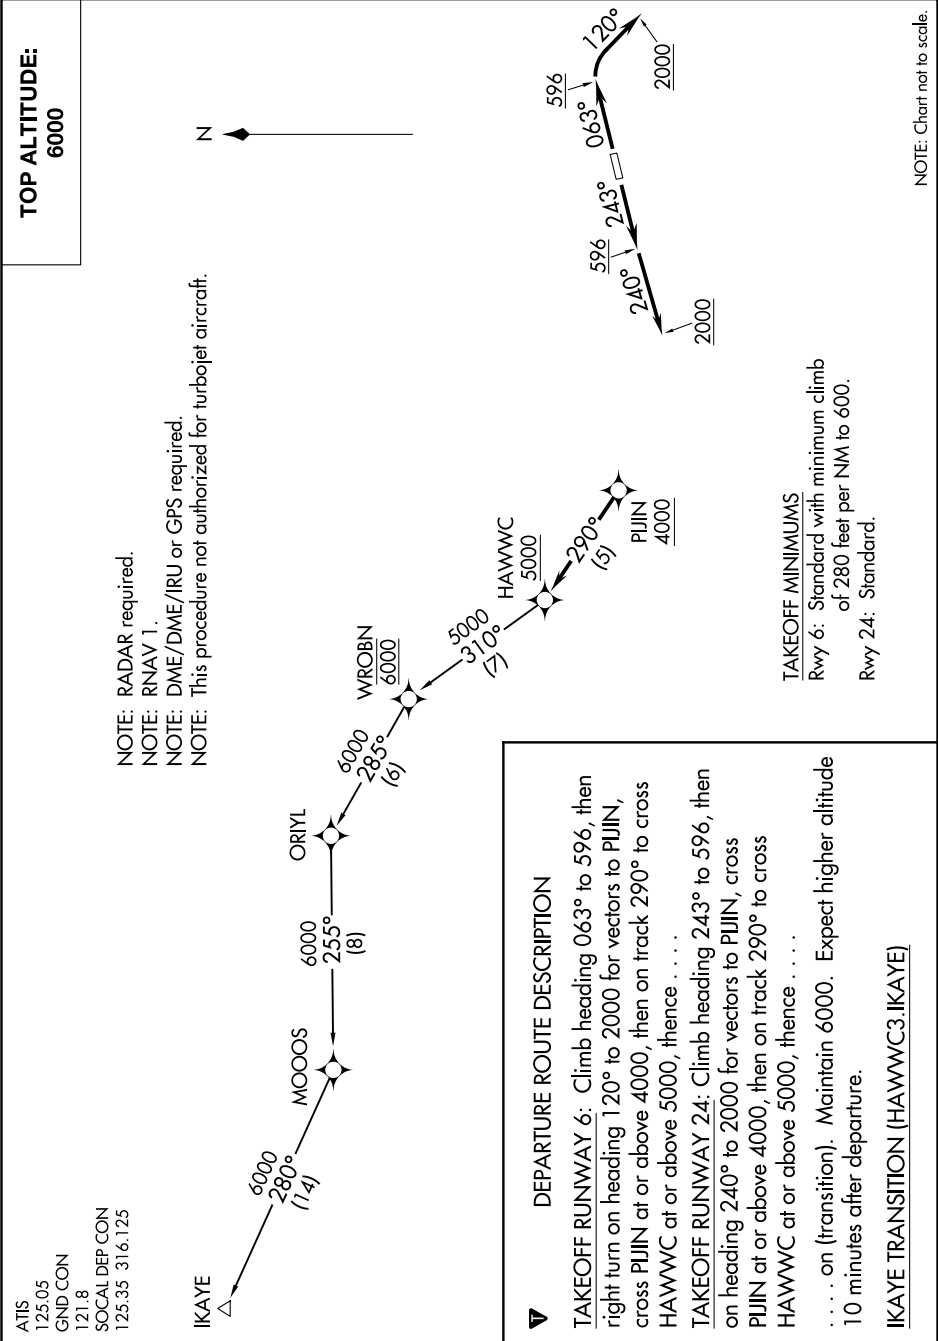 ATIS
125.05
GND CON
121.8
SOCAL DEP CON
125.35 316.125
TOP ALTITUDE:
6000
NOTE: RADAR required.
NOTE: RNAV 1.
NOTE: DME/DME/IRU or GPS required.
NOTE: This procedure not authorized for turbojet aircraft.
N
IKAYE
6000
280°
(14)
MOOOS
6000
255°
(8)
ORIYL
6000
285°
(6)
WROBN
6000
5000
310°
(7)
HAWWC
5000
290°
(5)
PIJIN
4000
596
240°
243°
2000
596
063°
120°
2000
TAKEOFF MINIMUMS
Rwy 6: Standard with minimum climb
of 280 feet per NM to 600.
Rwy 24: Standard.
NOTE: Chart not to scale.
T
DEPARTURE ROUTE DESCRIPTION
TAKEOFF RUNWAY 6: Climb heading 063° to 596, then
right turn on heading 120° to 2000 for vectors to PIJIN,
cross PIJIN at or above 4000, then on track 290° to cross
HAWWC at or above 5000, thence . . . .
TAKEOFF RUNWAY 24: Climb heading 243° to 596, then
on heading 240° to 2000 for vectors to PIJIN, cross
PIJIN at or above 4000, then on track 290° to cross
HAWWC at or above 5000, thence . . . .
. . . . on (transition). Maintain 6000. Expect higher altitude
10 minutes after departure.
IKAYE TRANSITION (HAWWC3.IKAYE)